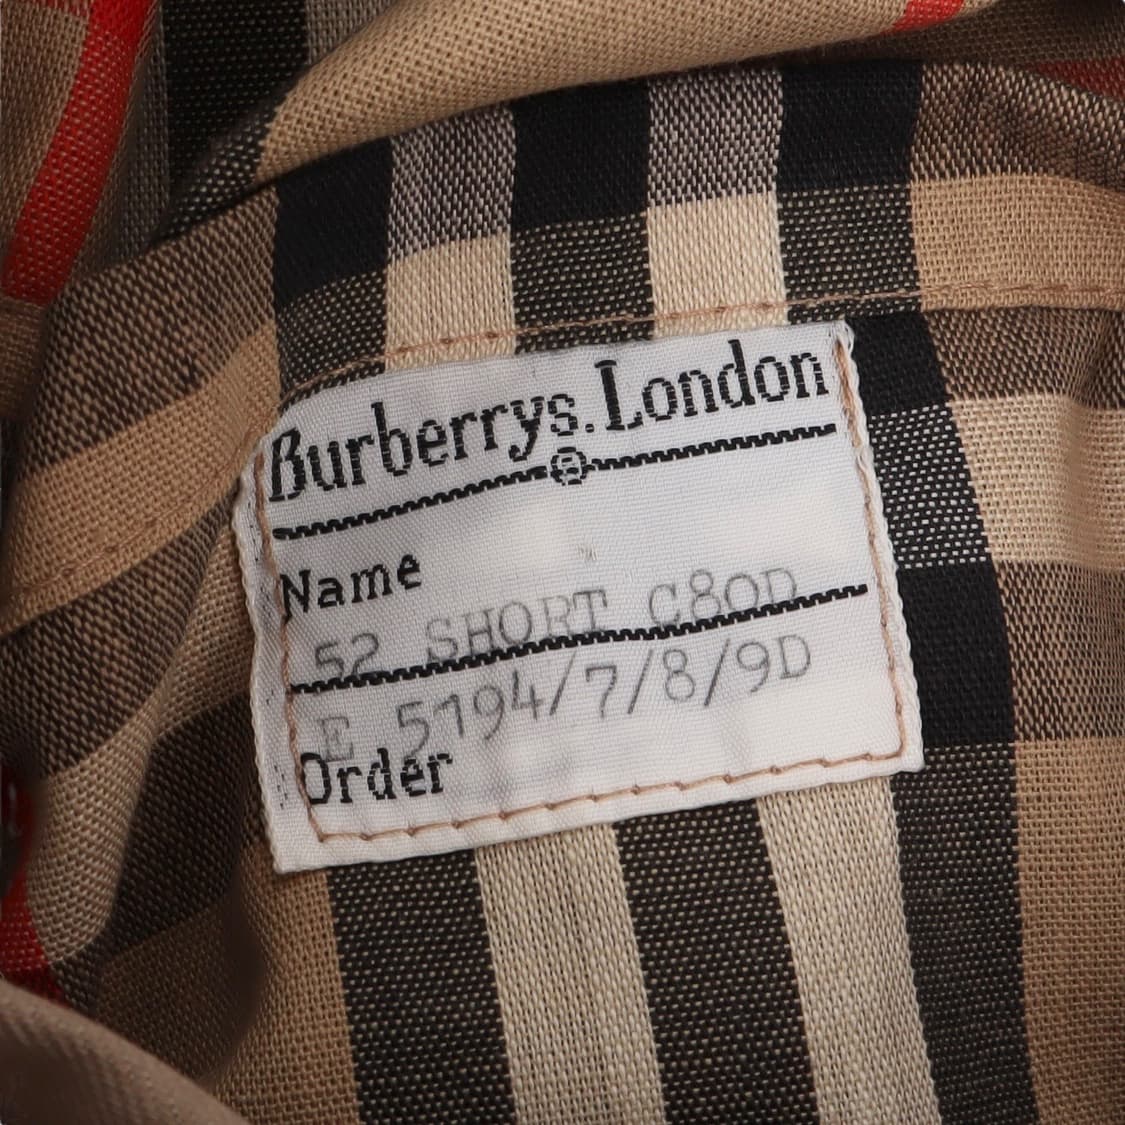 Burberrys. London
®
Name
52 SHORT C80D
E 5194/7/8/9D
Order